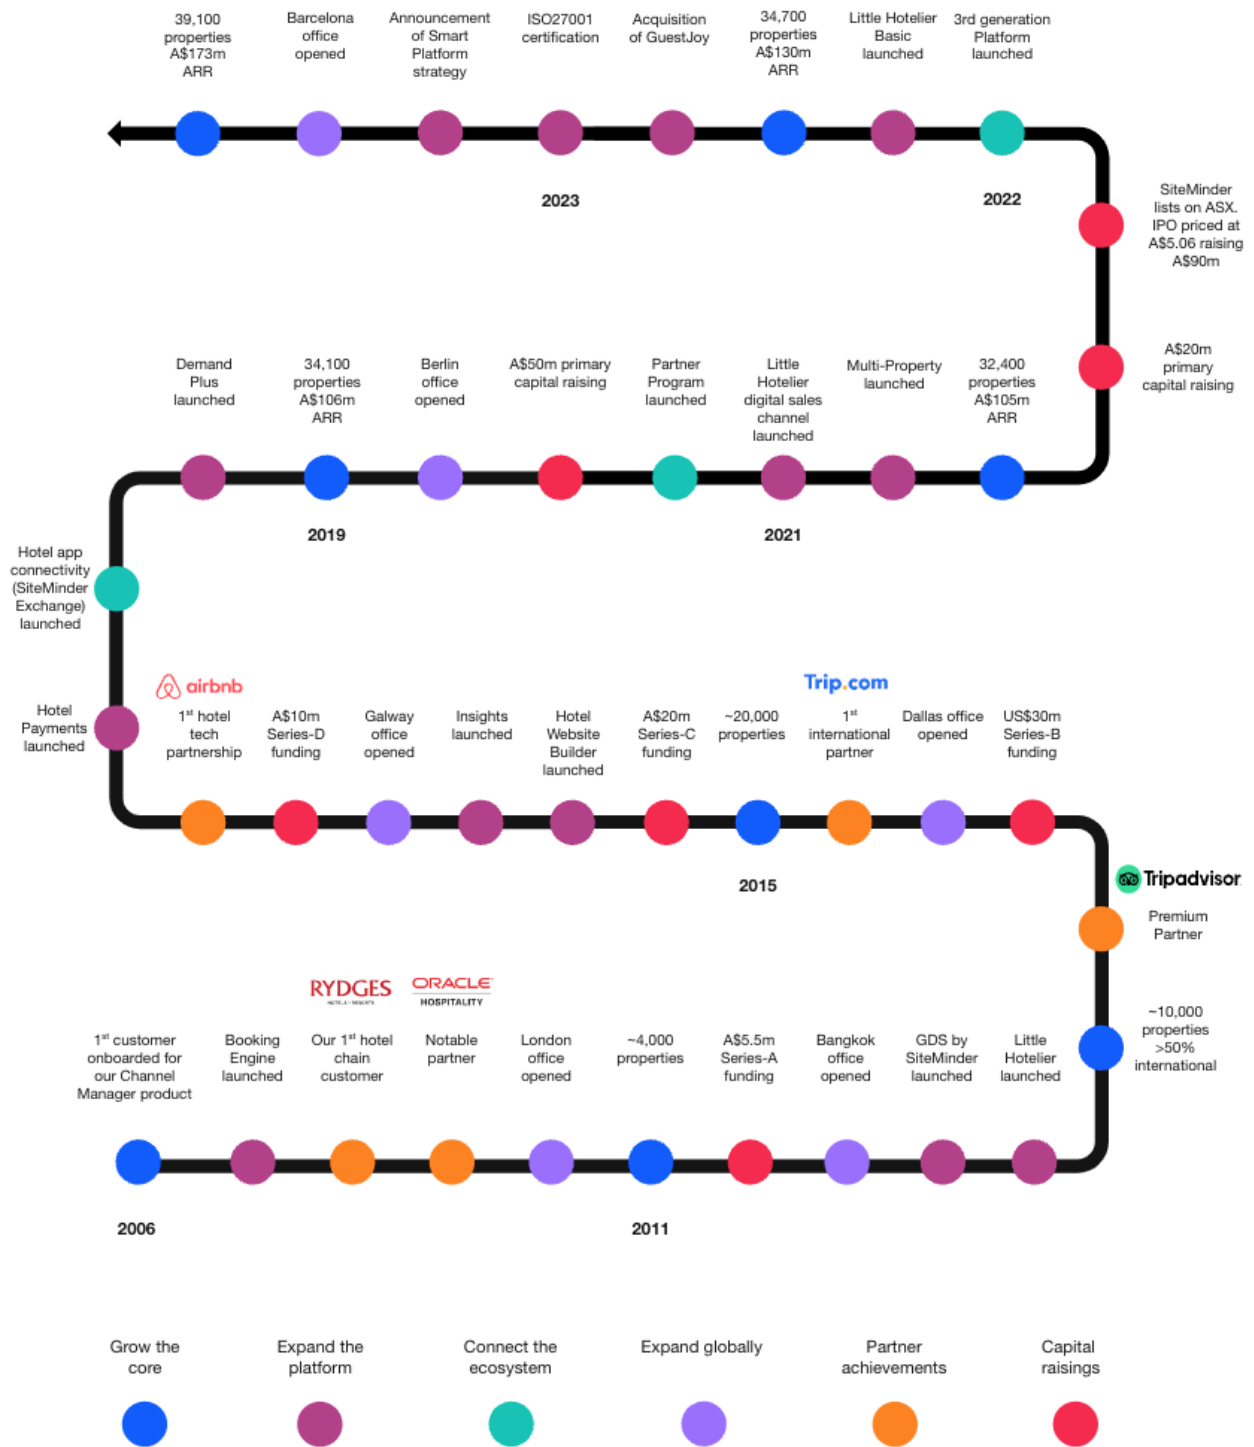 39,100
properties
A$173m
ARR
Barcelona
office
opened
Announcement
of Smart
Platform
strategy
ISO27001
certification
Acquisition
of GuestJoy
34,700
properties
A$130m
ARR
Little Hotelier
Basic
launched
3rd generation
Platform
launched
2023
2022
SiteMinder
lists on ASX.
IPO priced at
A$5.06 raising
A$90m
A$20m
primary
capital raising
Demand
Plus
launched
34,100
properties
A$106m
ARR
Berlin
office
opened
A$50m primary
capital raising
Partner
Program
launched
Little
Hotelier
digital sales
channel
launched
Multi-Property
launched
32,400
properties
A$105m
ARR
2019
2021
Hotel app
connectivity
(SiteMinder
Exchange)
launched
Hotel
Payments
launched
airbnb
1st hotel
tech
partnership
A$10m
Series-D
funding
Galway
office
opened
Insights
launched
Hotel
Website
Builder
launched
A$20m
Series-C
funding
~20,000
properties
Trip.com
1st
international
partner
Dallas office
opened
US$30m
Series-B
funding
2015
Tripadvisor
Premium
Partner
~10,000
properties
>50%
international
1st customer
onboarded for
our Channel
Manager product
Booking
Engine
launched
RYDGES
HOTELS • RESORTS
Our 1st hotel
chain
customer
ORACLE
HOSPITALITY
Notable
partner
London
office
opened
~4,000
properties
A$5.5m
Series-A
funding
Bangkok
office
opened
GDS by
SiteMinder
launched
Little
Hotelier
launched
2006
2011
Grow the
core
Expand the
platform
Connect the
ecosystem
Expand globally
Partner
achievements
Capital
raisings